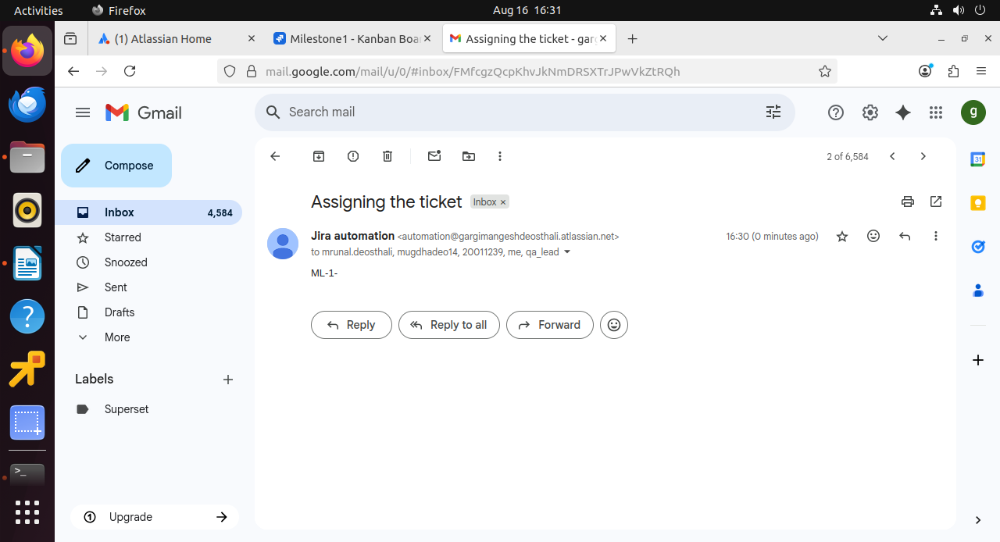 Activities
Firefox
Aug 16 16:31
(1) Atlassian Home
Milestone1 - Kanban Boa
Assigning the ticket - gar
mail.google.com/mail/u/0/#inbox/FMfcgzQcpKhvJkNmDRSXTrJPwVkZtRQh
Gmail
Search mail
g
Compose
2 of 6,584
31
Assigning the ticket
Inbox ×
Inbox 4,584
Starred
Snoozed
Sent
Drafts
More
Jira automation <automation@gargimangeshdeosthali.atlassian.net>
16:30 (0 minutes ago)
to mrunal.deosthali, mugdhadeo14, 20011239, me, qa_lead
ML-1-
Reply
Reply to all
Forward
Labels
Superset
Upgrade